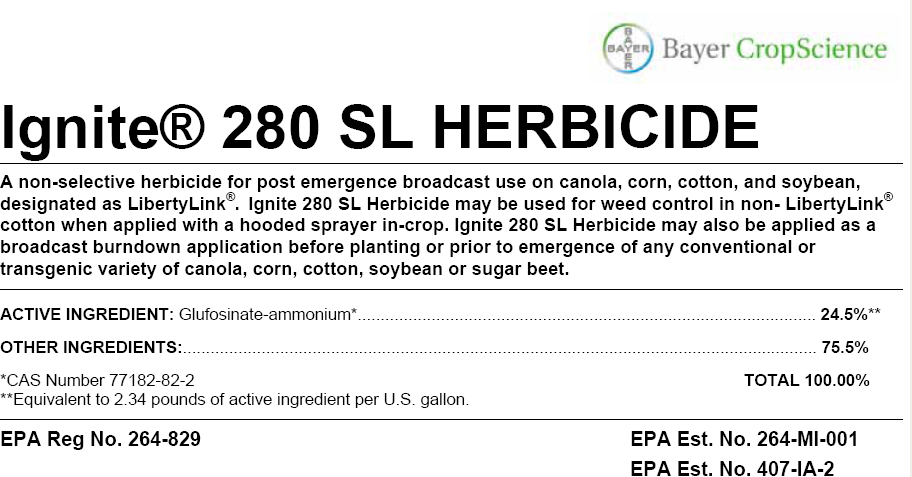 BAYER
BAYER
Bayer CropScience
Ignite® 280 SL HERBICIDE
A non-selective herbicide for post emergence broadcast use on canola, corn, cotton, and soybean,
designated as LibertyLink®. Ignite 280 SL Herbicide may be used for weed control in non- LibertyLink®
cotton when applied with a hooded sprayer in-crop. Ignite 280 SL Herbicide may also be applied as a
broadcast burndown application before planting or prior to emergence of any conventional or
transgenic variety of canola, corn, cotton, soybean or sugar beet.
ACTIVE INGREDIENT: Glufosinate-ammonium*.................................................................................................... 24.5%**
OTHER INGREDIENTS:........................................................................................................................................... 75.5%
*CAS Number 77182-82-2 TOTAL 100.00%
**Equivalent to 2.34 pounds of active ingredient per U.S. gallon.
EPA Reg No. 264-829 EPA Est. No. 264-MI-001
EPA Est. No. 407-IA-2